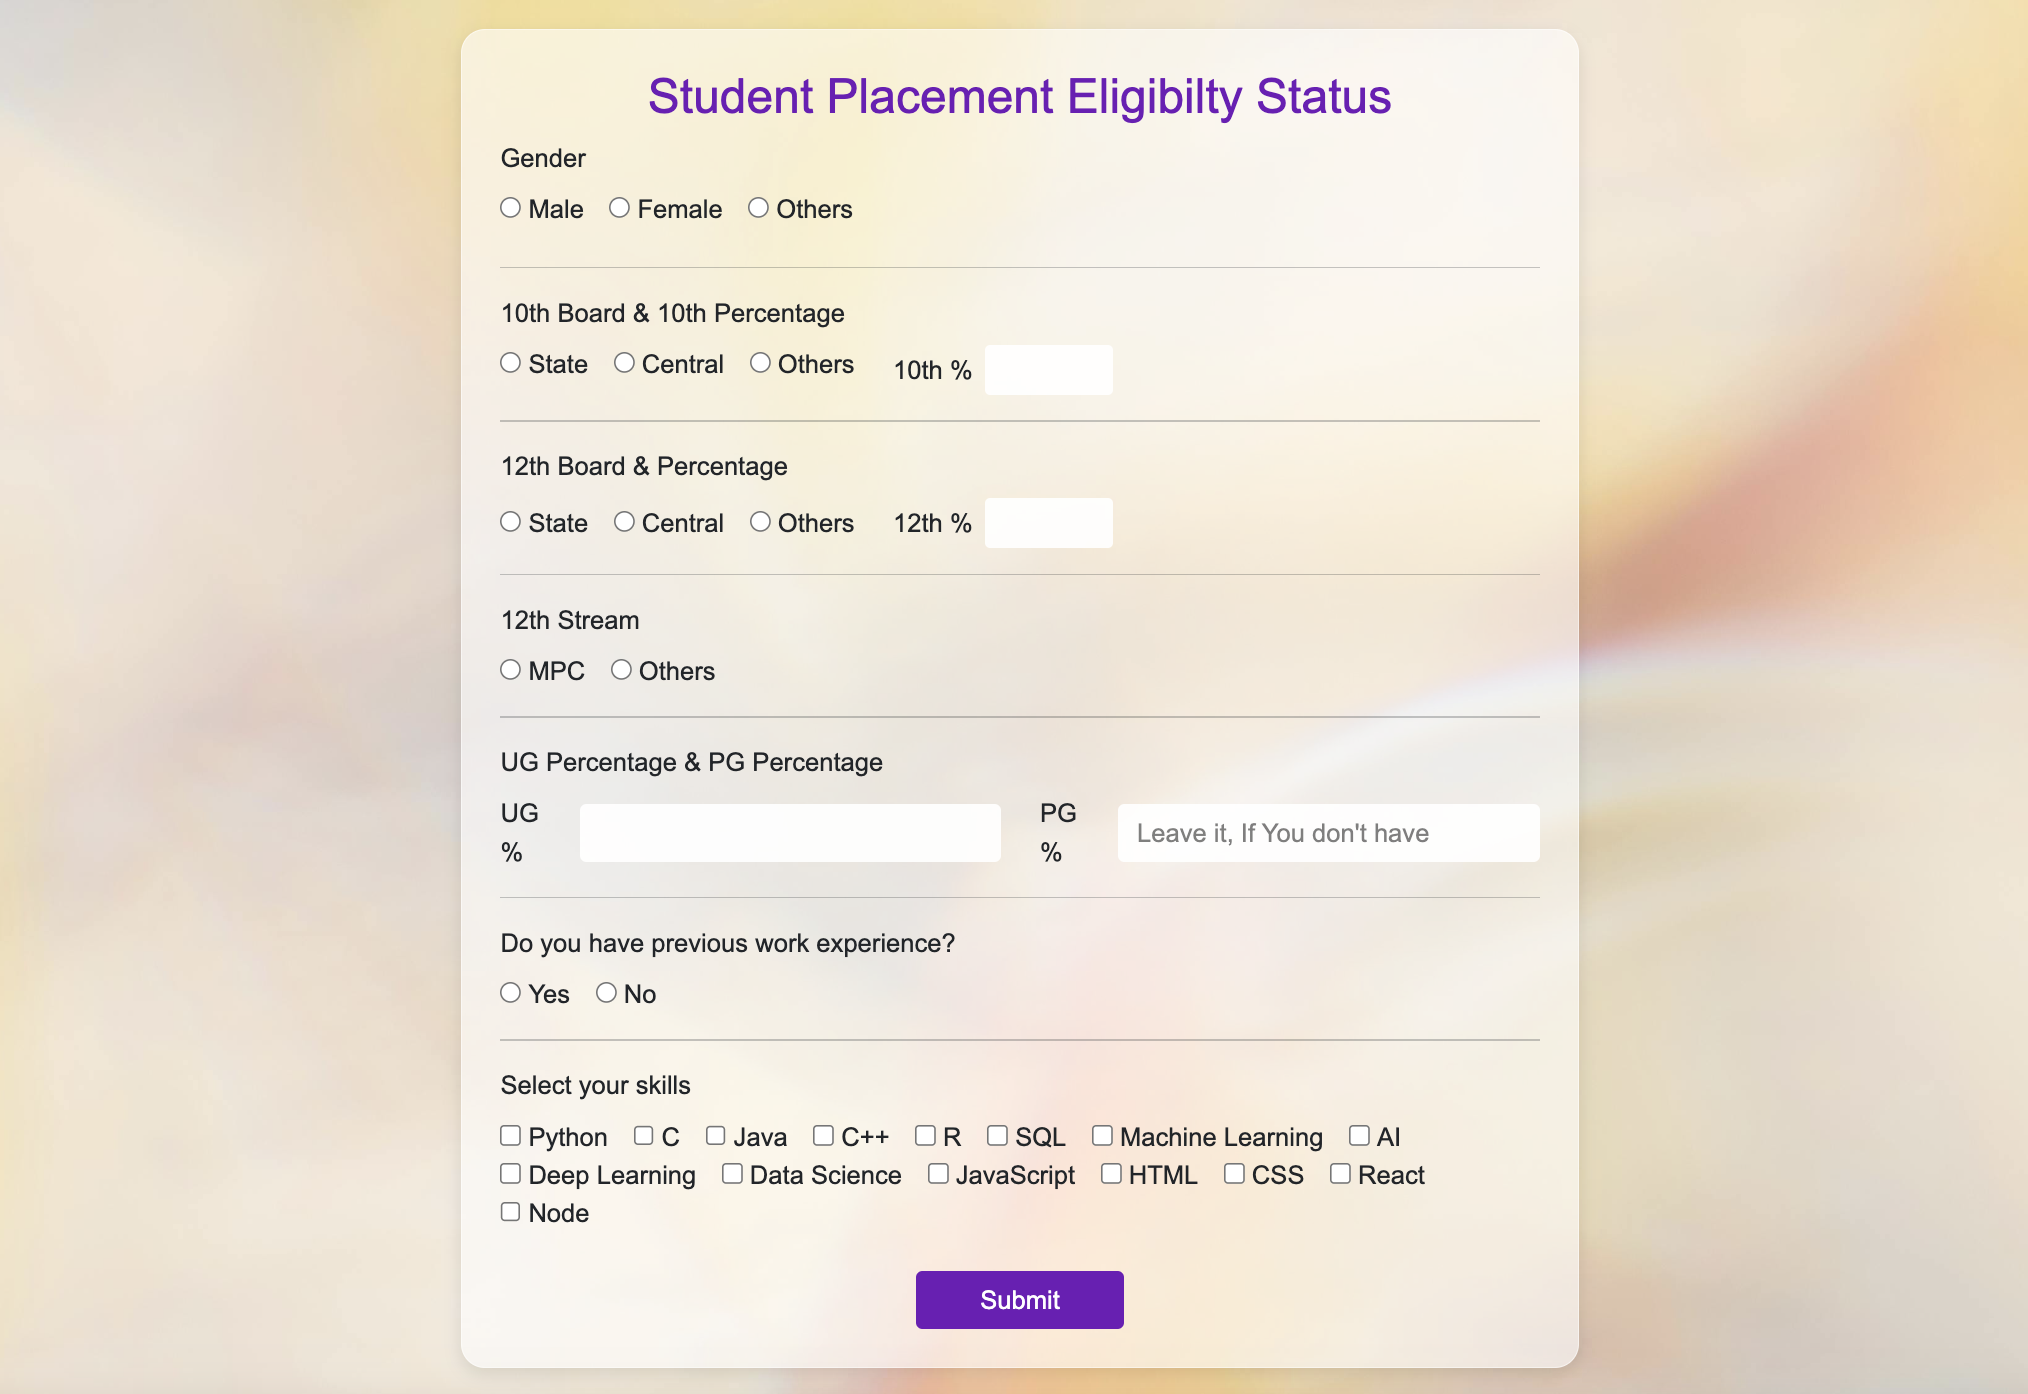 Student Placement Eligibilty Status
Gender
Male Female Others
10th Board & 10th Percentage
State Central Others 10th %
12th Board & Percentage
State Central Others 12th %
12th Stream
MPC Others
UG Percentage & PG Percentage
UG % PG % Leave it, If You don't have
Do you have previous work experience?
Yes No
Select your skills
Python C Java C++ R SQL Machine Learning AI
Deep Learning Data Science JavaScript HTML CSS React
Node
Submit